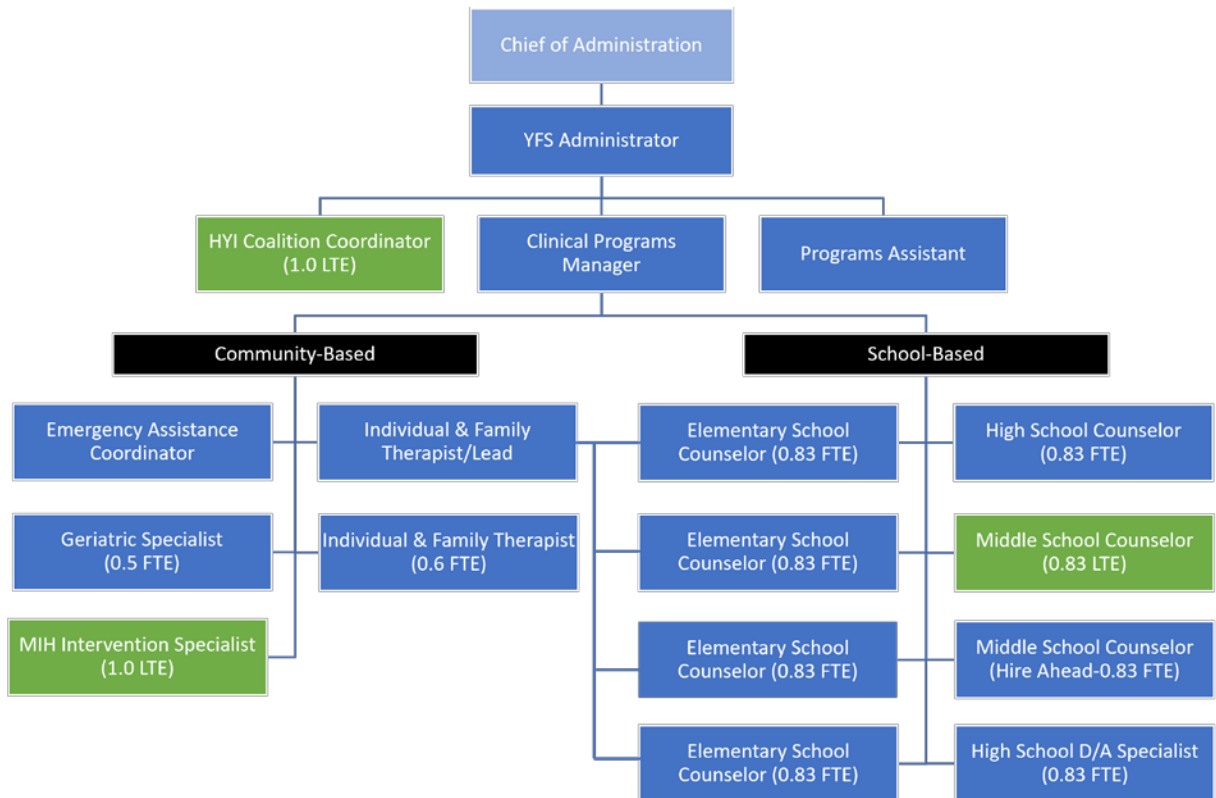 Chief of Administration
YFS Administrator
HYI Coalition Coordinator
(1.0 LTE)
Clinical Programs
Manager
Programs Assistant
Community-Based
School-Based
Emergency Assistance
Coordinator
Individual & Family
Therapist/Lead
Elementary School
Counselor (0.83 FTE)
High School Counselor
(0.83 FTE)
Geriatric Specialist
(0.5 FTE)
Individual & Family Therapist
(0.6 FTE)
Elementary School
Counselor (0.83 FTE)
Middle School Counselor
(0.83 LTE)
MIH Intervention Specialist
(1.0 LTE)
Elementary School
Counselor (0.83 FTE)
Middle School Counselor
(Hire Ahead-0.83 FTE)
Elementary School
Counselor (0.83 FTE)
High School D/A Specialist
(0.83 FTE)